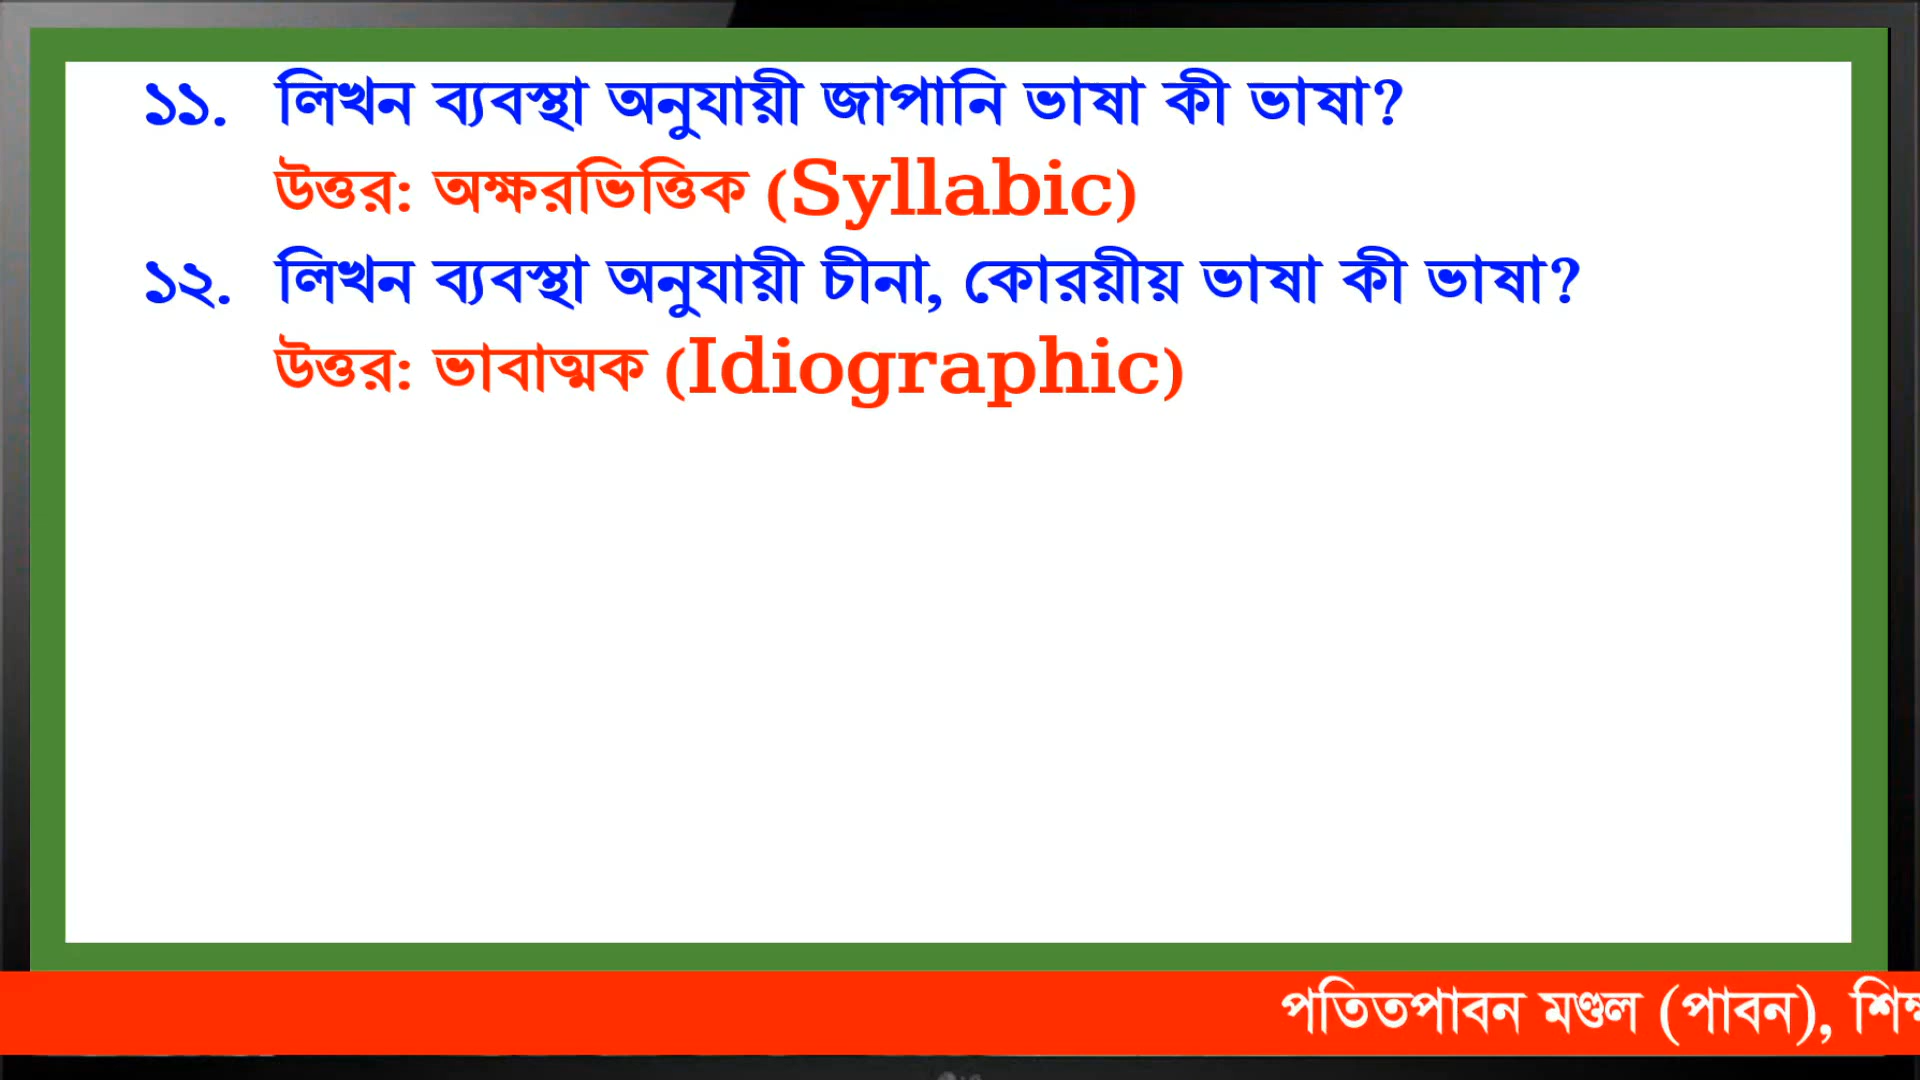 ১১. লিখন ব্যবস্থা অনুযায়ী জাপানি ভাষা কী ভাষা?
উত্তর: অক্ষরভিত্তিক (Syllabic)
১২. লিখন ব্যবস্থা অনুযায়ী চীনা, কোরয়ীয় ভাষা কী ভাষা?
উত্তর: ভাবাত্মক (Idiographic)
পতিতপাবন মণ্ডল (পাবন),